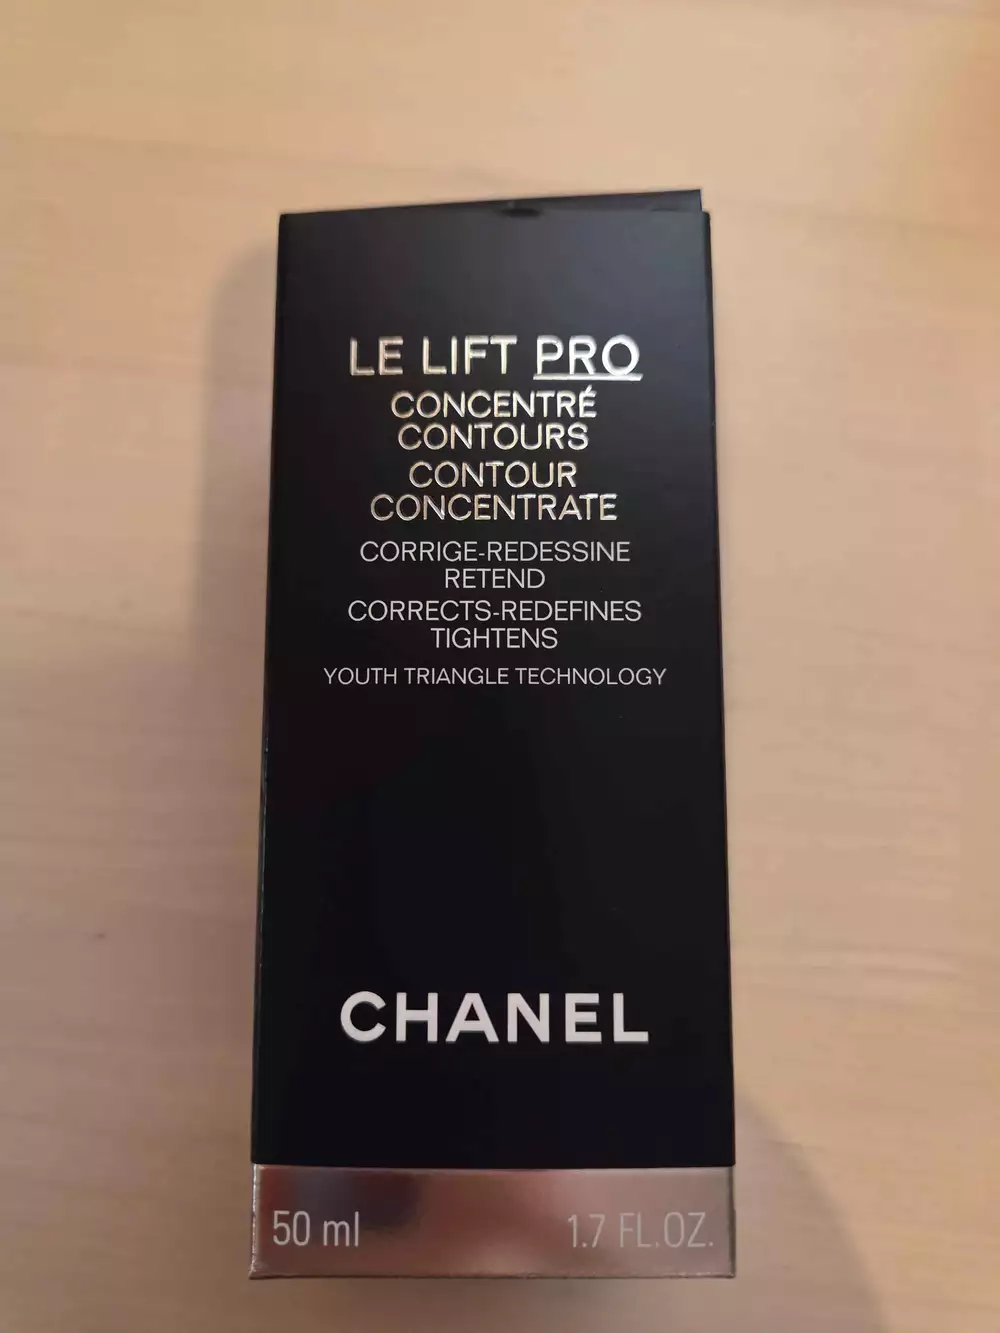 LE LIFT PRO
CONCENTRÉ
CONTOURS
CONTOUR
CONCENTRATE
CORRIGE-REDESSINE
RETEND
CORRECTS-REDEFINES
TIGHTENS
YOUTH TRIANGLE TECHNOLOGY
CHANEL
50 ml 1.7 FL.OZ.